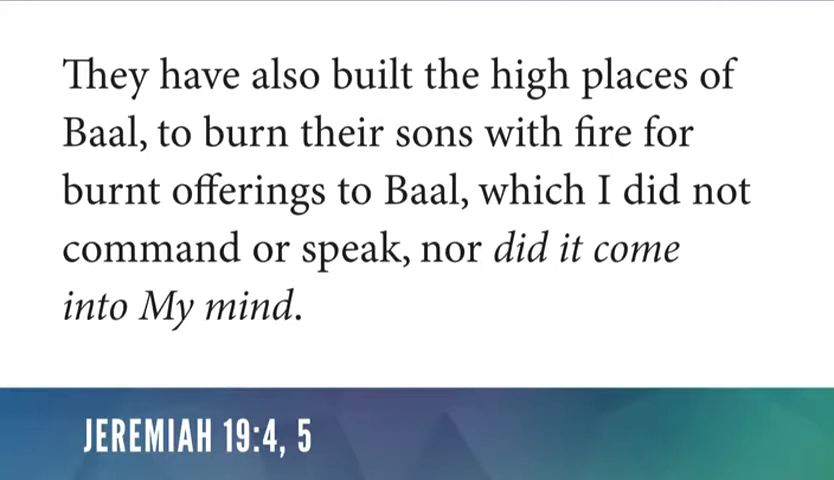 They have also built the high places of
Baal, to burn their sons with fire for
burnt offerings to Baal, which I did not
command or speak, nor did it come
into My mind.
JEREMIAH 19:4, 5